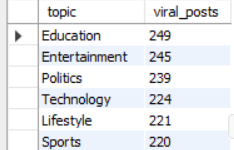 topic viral_posts
Education 249
Entertainment 245
Politics 239
Technology 224
Lifestyle 221
Sports 220